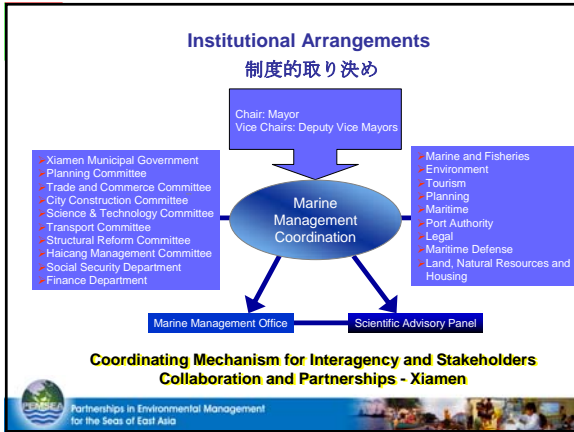 Institutional Arrangements
制度的取り決め
Chair: Mayor
Vice Chairs: Deputy Vice Mayors
Xiamen Municipal Government
Planning Committee
Trade and Commerce Committee
City Construction Committee
Science & Technology Committee
Transport Committee
Structural Reform Committee
Haicang Management Committee
Social Security Department
Finance Department
Marine
Management
Coordination
Marine and Fisheries
Environment
Tourism
Planning
Maritime
Port Authority
Legal
Maritime Defense
Land, Natural Resources and
Housing
Marine Management Office
Scientific Advisory Panel
Coordinating Mechanism for Interagency and Stakeholders
Collaboration and Partnerships - Xiamen
PEMSEA
Partnerships in Environmental Management
for the Seas of East Asia